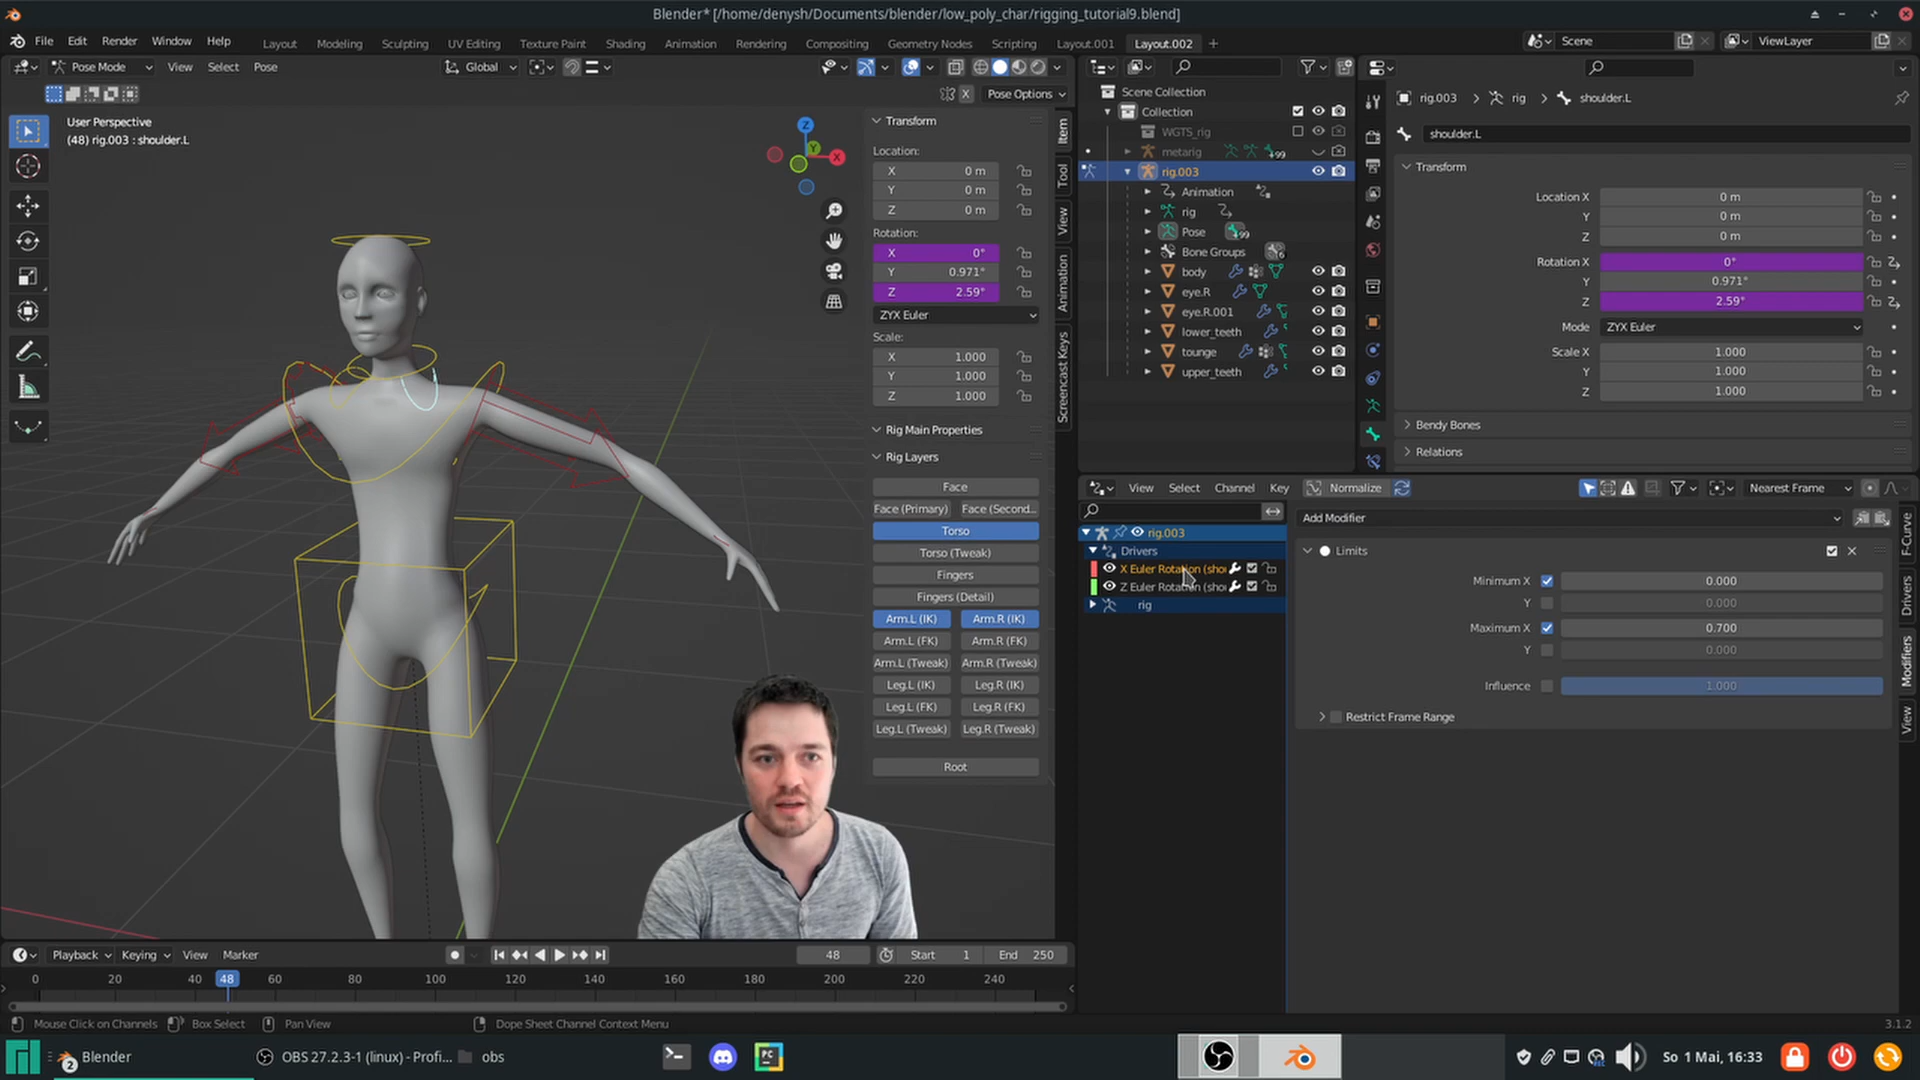 Blender* [/home/denysh/Documents/blender/low_poly_char/rigging_tutorial9.blend]
File Edit Render Window Help Layout Modeling Sculpting UV Editing Texture Paint Shading Animation Rendering Compositing Geometry Nodes Scripting Layout.001 Layout.002 + Scene ViewLayer
Pose Mode View Select Pose Global
X Pose Options
User Perspective
(48) rig.003 : shoulder.L
Z
Y
X
Transform
Location:
X 0 m
Y 0 m
Z 0 m
Rotation:
X 0°
Y 0.971°
Z 2.59°
ZYX Euler
Scale:
X 1.000
Y 1.000
Z 1.000
Rig Main Properties
Rig Layers
Face
Face (Primary) Face (Second...
Torso
Torso (Tweak)
Fingers
Fingers (Detail)
Arm.L (IK) Arm.R (IK)
Arm.L (FK) Arm.R (FK)
Arm.L (Tweak) Arm.R (Tweak)
Leg.L (IK) Leg.R (IK)
Leg.L (FK) Leg.R (FK)
Leg.L (Tweak) Leg.R (Tweak)
Root
Item
Tool
View
Animation
Screencast Keys
Scene Collection
Collection
WGTS_rig
metarig 99
rig.003
Animation
rig
Pose 99
Bone Groups 6
body
eye.R
eye.R.001
lower_teeth
tounge
upper_teeth
rig.003 rig shoulder.L
shoulder.L
Transform
Location X 0 m
Y 0 m
Z 0 m
Rotation X 0°
Y 0.971°
Z 2.59°
Mode ZYX Euler
Scale X 1.000
Y 1.000
Z 1.000
Bendy Bones
Relations
View Select Channel Key Normalize Nearest Frame
rig.003
Drivers
X Euler Rotation (shou
Z Euler Rotation (shou
rig
Add Modifier
Limits
Minimum X 0.000
Y 0.000
Maximum X 0.700
Y 0.000
Influence 1.000
Restrict Frame Range
F-Curve
Drivers
Modifiers
View
Playback Keying View Marker 48 Start 1 End 250
0 20 40 48 60 80 100 120 140 160 180 200 220 240
Mouse Click on Channels Box Select Pan View Dope Sheet Channel Context Menu 3.1.2
2 Blender OBS 27.2.3-1 (linux) - Profi... obs PC So 1 Mai, 16:33